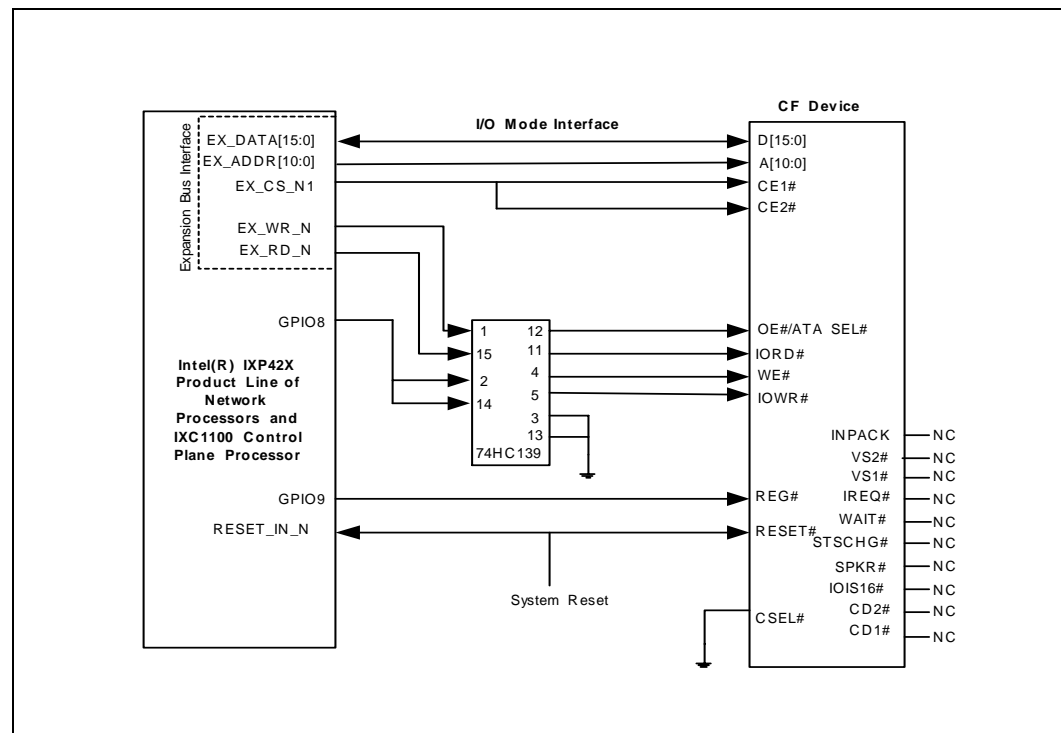 CF Device
I/O Mode Interface
Expansion Bus Interface
EX_DATA[15:0]
EX_ADDR[10:0]
EX_CS_N1
EX_WR_N
EX_RD_N
GPIO8
Intel(R) IXP42X
Product Line of
Network
Processors and
IXC1100 Control
Plane Processor
GPIO9
RESET_IN_N
1 12
15 11
2 4
14 5
3
13
74HC139
System Reset
D[15:0]
A[10:0]
CE1#
CE2#
OE#/ATA SEL#
IORD#
WE#
IOWR#
REG#
RESET#
CSEL#
INPACK NC
VS2# NC
VS1# NC
IREQ# NC
WAIT# NC
STSCHG# NC
SPKR# NC
IOIS16# NC
CD2# NC
CD1# NC